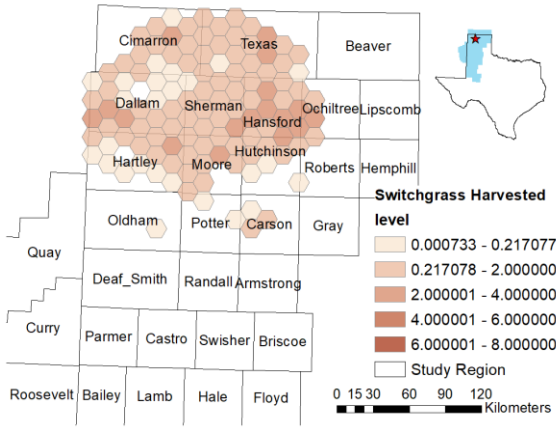 Cimarron
Texas
Beaver
Dallam
Sherman
Ochiltree
Lipscomb
Hansford
Hartley
Moore
Hutchinson
Roberts
Hemphill
Oldham
Potter
Carson
Gray
Quay
Deaf_Smith
Randall
Armstrong
Curry
Parmer
Castro
Swisher
Briscoe
Roosevelt
Bailey
Lamb
Hale
Floyd
Switchgrass Harvested
level
0.000733 - 0.217077
0.217078 - 2.000000
2.000001 - 4.000000
4.000001 - 6.000000
6.000001 - 8.000000
Study Region
0 15 30 60 90 120
Kilometers